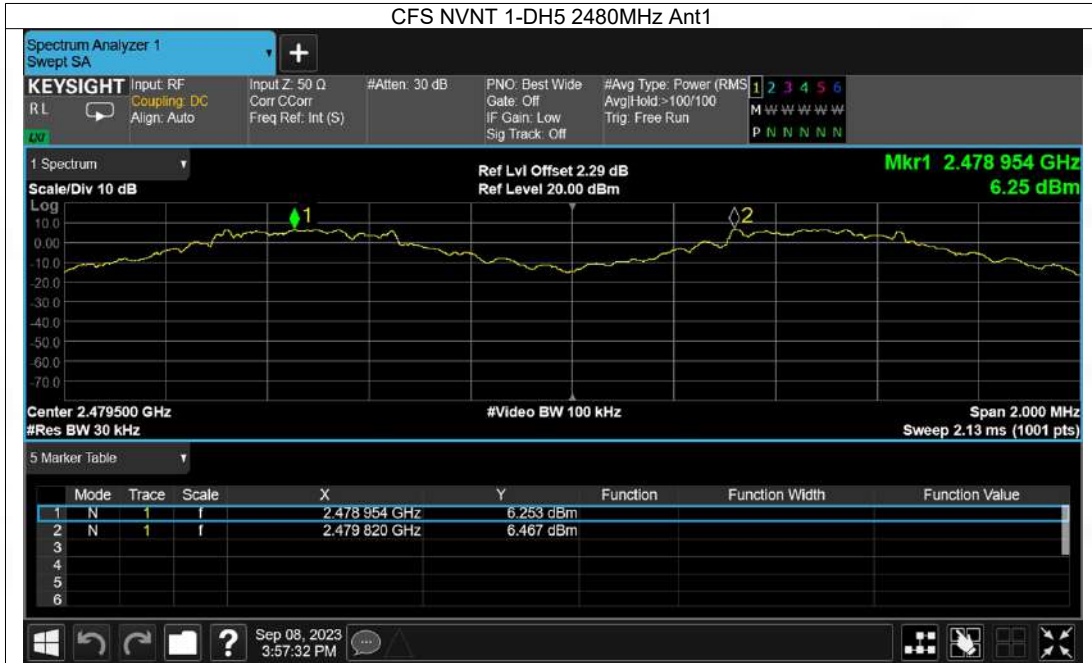 CFS NVNT 1-DH5 2480MHz Ant1
Spectrum Analyzer 1
Swept SA
+
KEYSIGHT Input: RF Input Z: 50 Ω #Atten: 30 dB PNO: Best Wide #Avg Type: Power (RMS 1 2 3 4 5 6
RL Coupling: DC Corr CCorr Gate: Off Avg|Hold:>100/100 M W W W W W
Align: Auto Freq Ref: Int (S) IF Gain: Low Trig: Free Run
LXI Sig Track: Off P N N N N N
1 Spectrum Ref Lvl Offset 2.29 dB Mkr1 2.478 954 GHz
Scale/Div 10 dB Ref Level 20.00 dBm 6.25 dBm
Log
1 2
10.0
0.00
-10.0
-20.0
-30.0
-40.0
-50.0
-60.0
-70.0
Center 2.479500 GHz #Video BW 100 kHz Span 2.000 MHz
#Res BW 30 kHz Sweep 2.13 ms (1001 pts)
5 Marker Table
Mode Trace Scale X Y Function Function Width Function Value
1 N 1 f 2.478 954 GHz 6.253 dBm
2 N 1 f 2.479 820 GHz 6.467 dBm
3
4
5
6
? Sep 08, 2023
3:57:32 PM